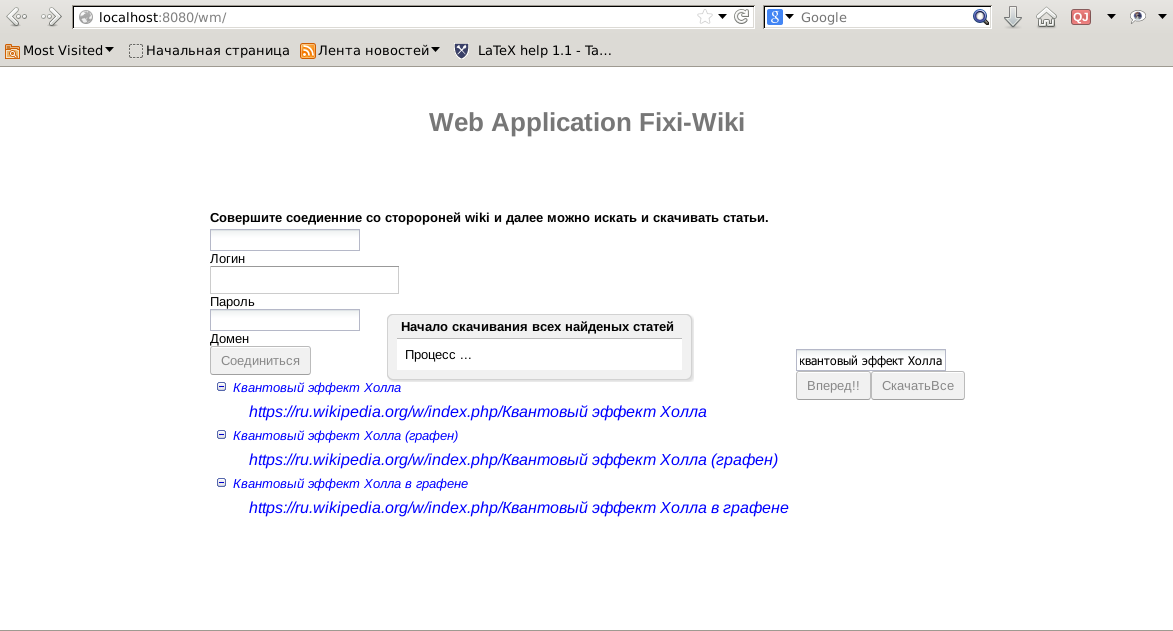 localhost:8080/wm/
Google
QJ
Most Visited
Начальная страница
Лента новостей
LaTeX help 1.1 - Ta...
Web Application Fixi-Wiki
Совершите соедиенние со сторороней wiki и далее можно искать и скачивать статьи.
Логин
Пароль
Домен
Соединиться
Начало скачивания всех найденых статей
Процесс ...
квантовый эффект Холла
Вперед!!
СкачатьВсе
Квантовый эффект Холла
https://ru.wikipedia.org/w/index.php/Квантовый эффект Холла
Квантовый эффект Холла (графен)
https://ru.wikipedia.org/w/index.php/Квантовый эффект Холла (графен)
Квантовый эффект Холла в графене
https://ru.wikipedia.org/w/index.php/Квантовый эффект Холла в графене